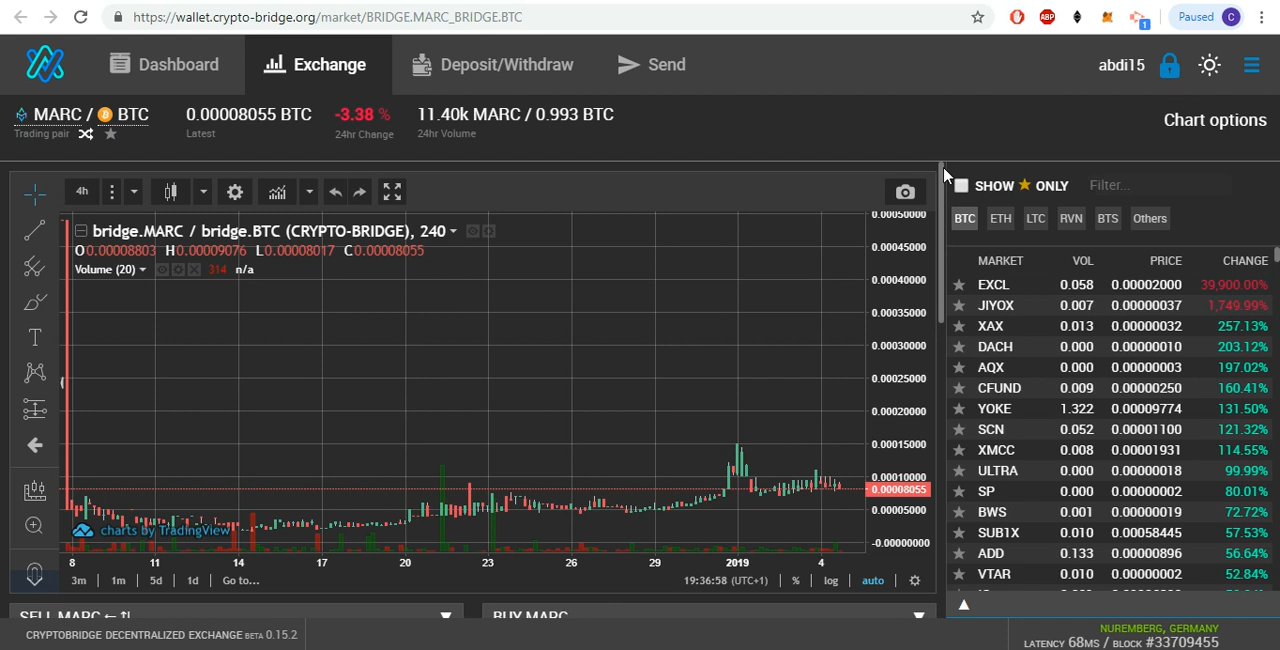 https://wallet.crypto-bridge.org/market/BRIDGE.MARC_BRIDGE.BTC
ABP
1
Paused
C
Dashboard
Exchange
Deposit/Withdraw
Send
abdi15
MARC / BTC
0.00008055 BTC
-3.38 %
11.40k MARC / 0.993 BTC
Trading pair
Latest
24hr Change
24hr Volume
Chart options
4h
bridge.MARC / bridge.BTC (CRYPTO-BRIDGE), 240
O0.00008803 H0.00009076 L0.00008017 C0.00008055
Volume (20)
314 n/a
0.00050000
0.00045000
0.00040000
0.00035000
0.00030000
0.00025000
0.00020000
0.00015000
0.00010000
0.00008055
0.00005000
-0.00000000
charts by TradingView
8 11 14 17 20 23 26 29 2019 4
3m 1m 5d 1d Go to...
19:36:58 (UTC+1) % log auto
SHOW ★ ONLY
Filter...
BTC ETH LTC RVN BTS Others
MARKET VOL PRICE CHANGE
EXCL 0.058 0.00002000 39,900.00%
JIYOX 0.007 0.00000037 1,749.99%
XAX 0.013 0.00000032 257.13%
DACH 0.000 0.00000010 203.12%
AQX 0.000 0.00000003 197.02%
CFUND 0.009 0.00000250 160.41%
YOKE 1.322 0.00009774 131.50%
SCN 0.052 0.00001100 121.32%
XMCC 0.008 0.00001931 114.55%
ULTRA 0.000 0.00000018 99.99%
SP 0.000 0.00000002 80.01%
BWS 0.001 0.00000019 72.72%
SUB1X 0.010 0.00058445 57.53%
ADD 0.133 0.00000896 56.64%
VTAR 0.010 0.00000002 52.84%
SELL MARC
BUY MARC
CRYPTOBRIDGE DECENTRALIZED EXCHANGE BETA 0.15.2
NUREMBERG, GERMANY
LATENCY 68MS / BLOCK #33709455